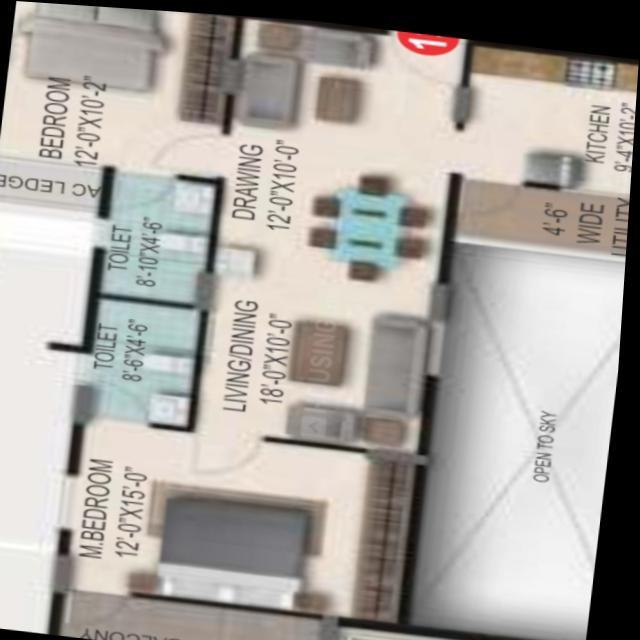 BEDROOM
12'-0"X10'-2"
AC LEDGE
TOILET
8'-10"X4'-6"
DRAWING
12'-0"X10'-0"
KITCHEN
9'-4"X10'-2"
4'-6"
WIDE
TOILET
8'-6"X4'-6"
LIVING/DINING
18'-0"X10'-0"
USING
OPEN TO SKY
M.BEDROOM
12'-0"X15'-0"
1